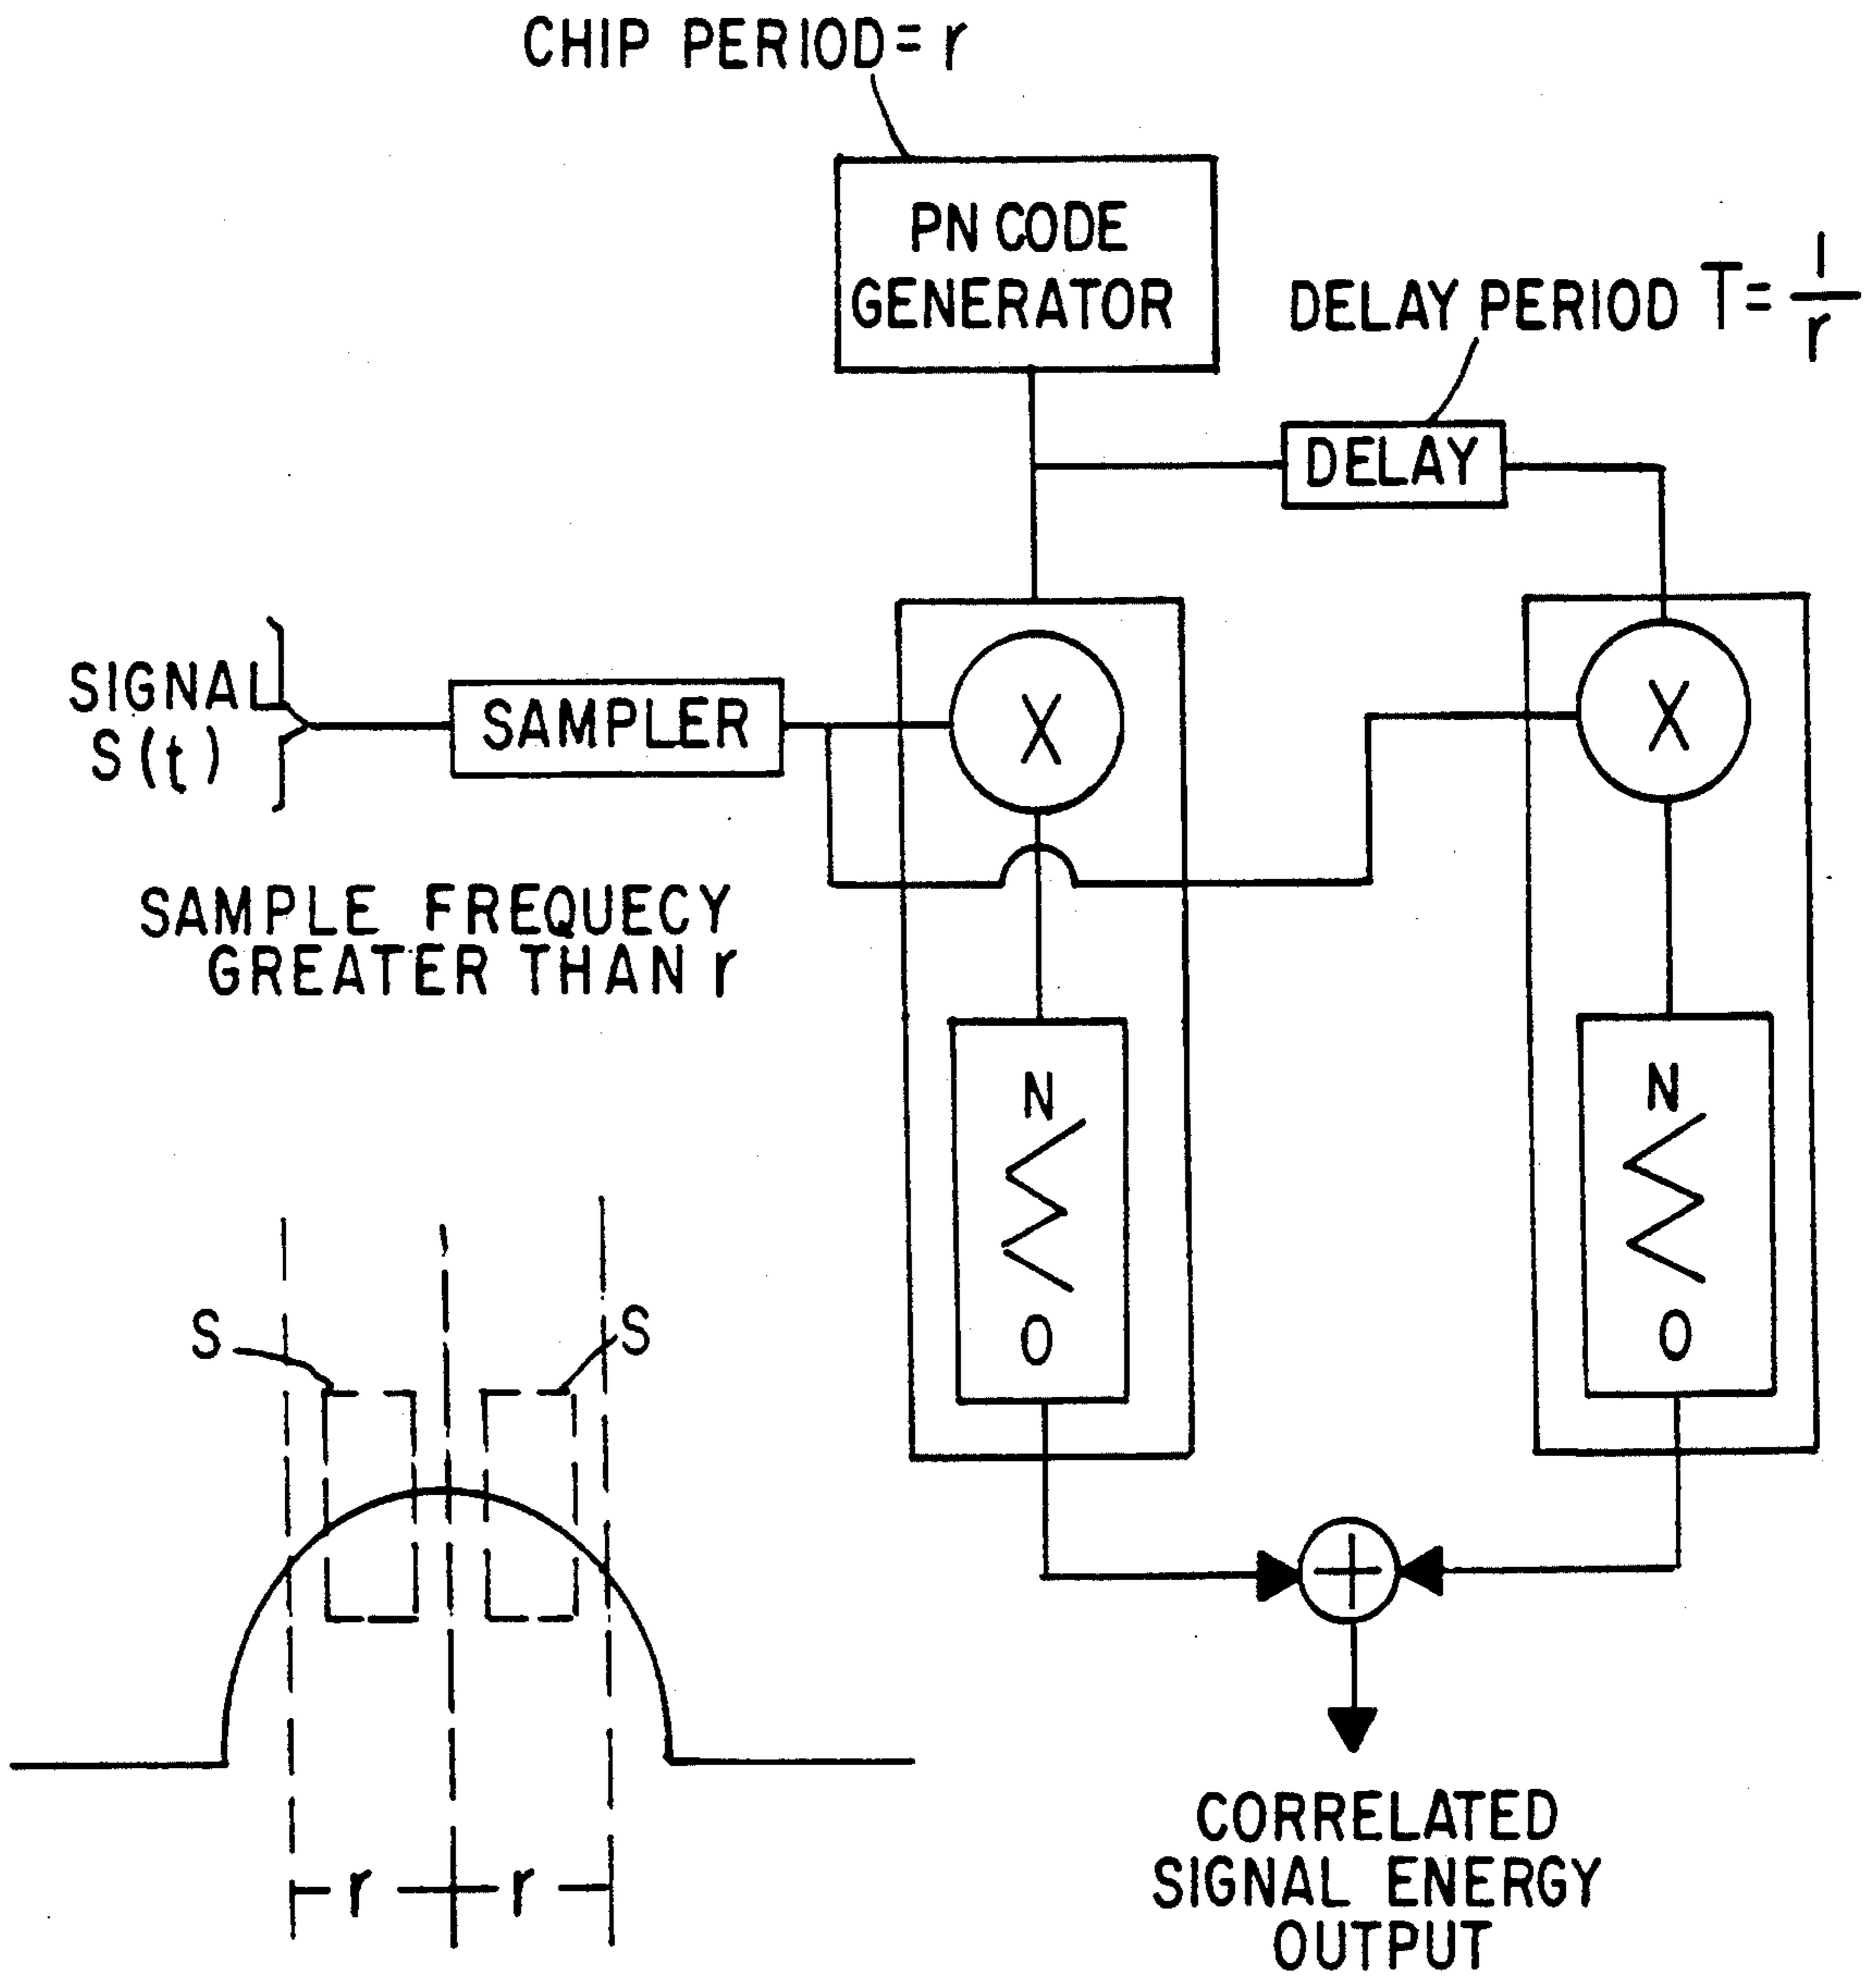 CHIP PERIOD = r
PN CODE
GENERATOR
DELAY PERIOD T = 1/r
DELAY
SIGNAL
S(t)
SAMPLER
X
X
SAMPLE FREQUECY
GREATER THAN r
N
O
N
O
S
S
r
r
+
CORRELATED
SIGNAL ENERGY
OUTPUT